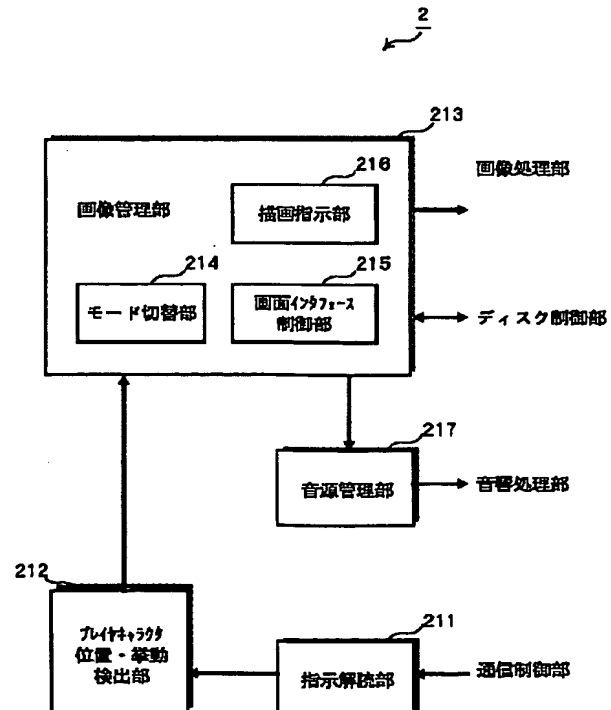 2
213
216
画像処理部
画像管理部
描画指示部
214
215
モード切替部
画面インタフェース
制御部
ディスク制御部
217
音源管理部
音響処理部
212
プレイヤキャラクタ
位置・挙動
検出部
211
指示解読部
通信制御部